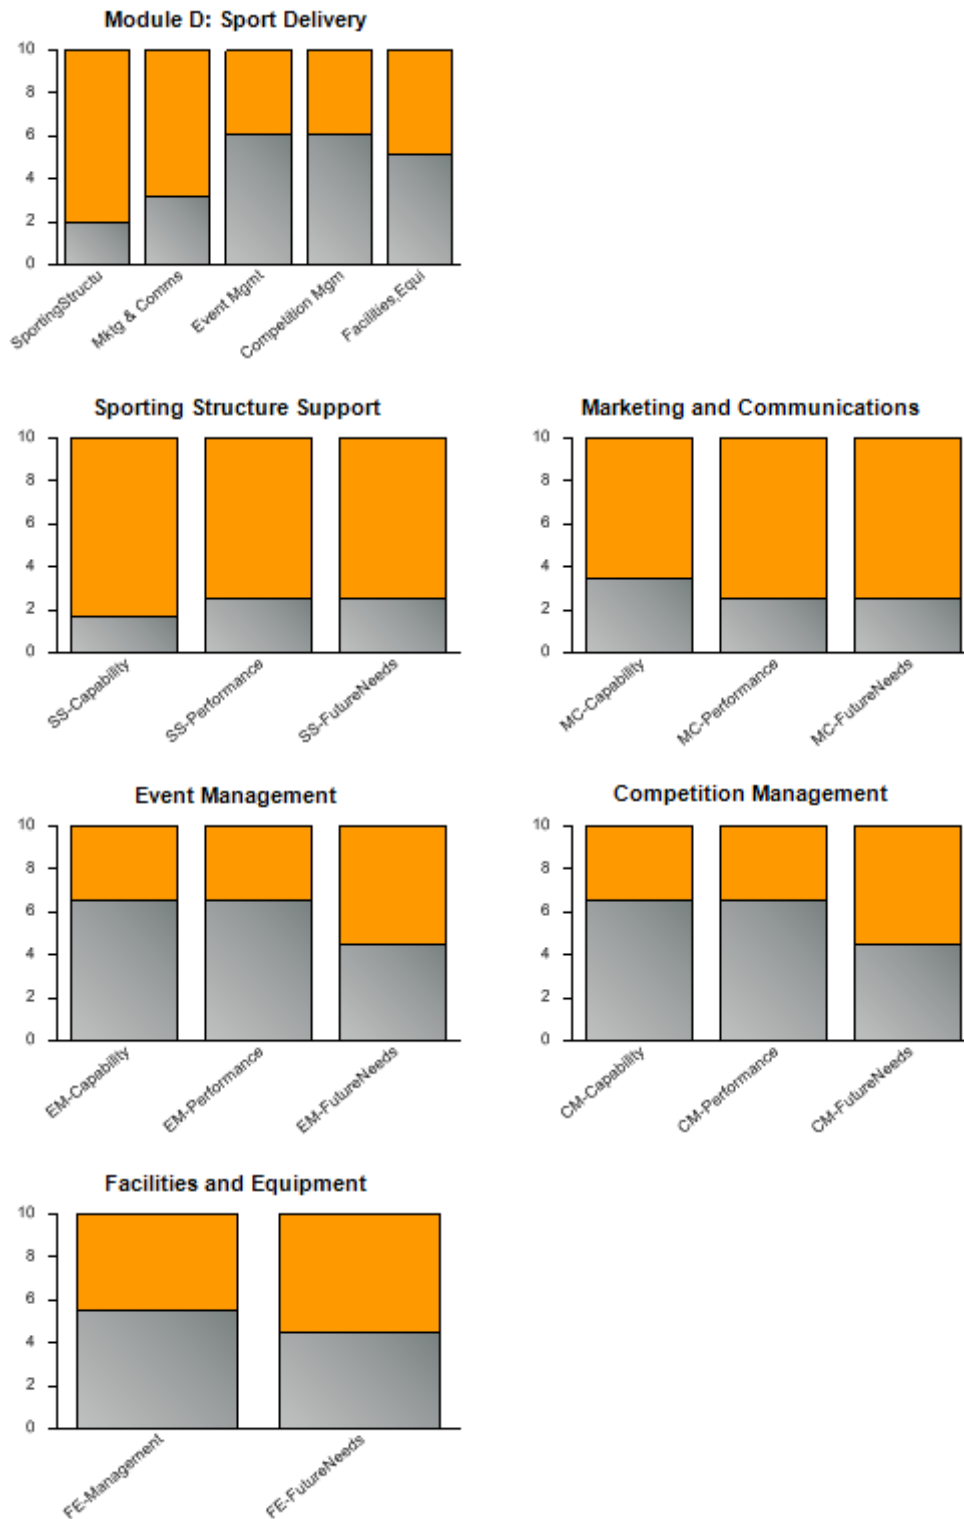 Module D: Sport Delivery
10
8
6
4
2
0
SportingStructu
Mktg & Comms
Event Mgmt
Competition Mgm
Facilities,Equi
Sporting Structure Support
10
8
6
4
2
0
SS-Capability
SS-Performance
SS-FutureNeeds
Marketing and Communications
10
8
6
4
2
0
MC-Capability
MC-Performance
MC-FutureNeeds
Event Management
10
8
6
4
2
0
EM-Capability
EM-Performance
EM-FutureNeeds
Competition Management
10
8
6
4
2
0
CM-Capability
CM-Performance
CM-FutureNeeds
Facilities and Equipment
10
8
6
4
2
0
FE-Management
FE-FutureNeeds